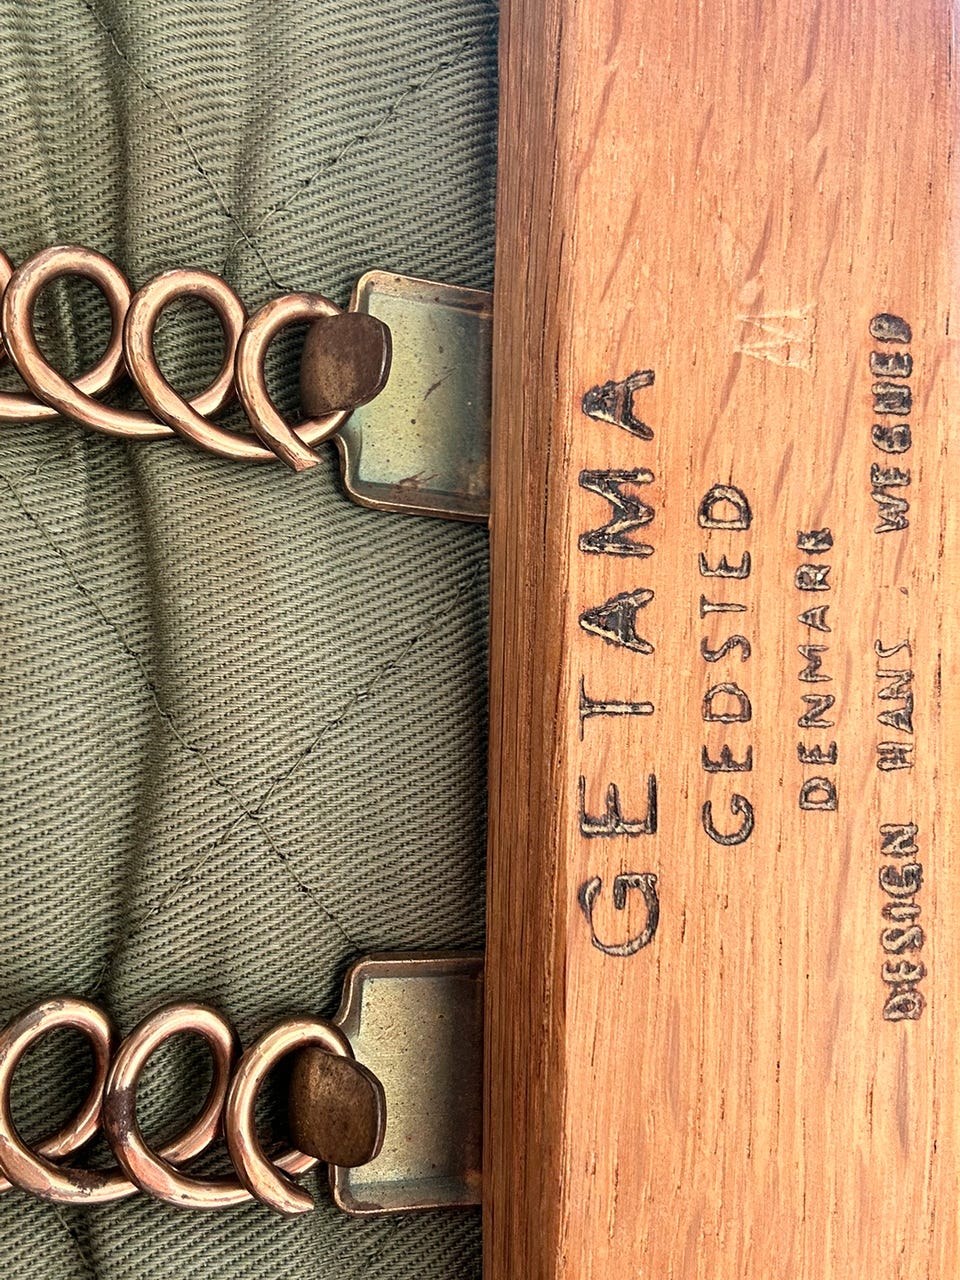 GETAMA
GEDSTED
DENMARK
DESIGN HANS. WEGNER
M